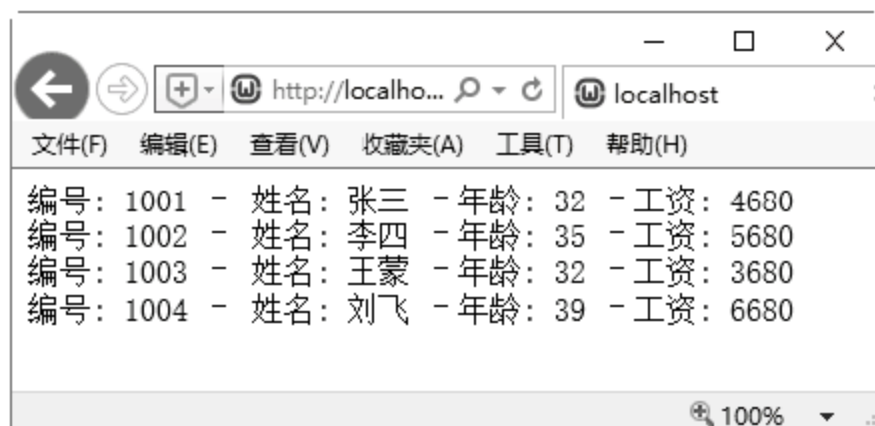 http://localho... localhost
文件(F) 编辑(E) 查看(V) 收藏夹(A) 工具(T) 帮助(H)
编号: 1001 - 姓名: 张三 -年龄: 32 -工资: 4680
编号: 1002 - 姓名: 李四 -年龄: 35 -工资: 5680
编号: 1003 - 姓名: 王蒙 -年龄: 32 -工资: 3680
编号: 1004 - 姓名: 刘飞 -年龄: 39 -工资: 6680
100%